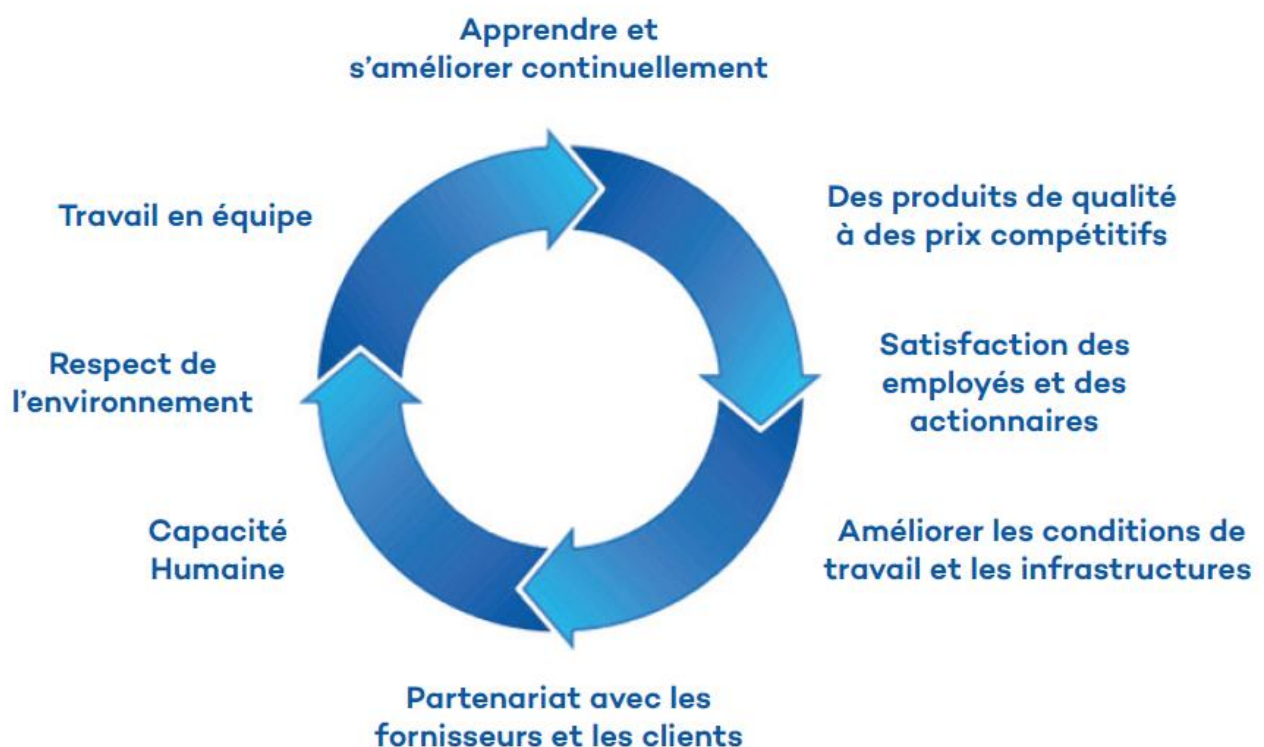 Apprendre et
s'améliorer continuellement
Des produits de qualité
à des prix compétitifs
Satisfaction des
employés et des
actionnaires
Améliorer les conditions de
travail et les infrastructures
Partenariat avec les
fornisseurs et les clients
Capacité
Humaine
Respect de
l'environnement
Travail en équipe